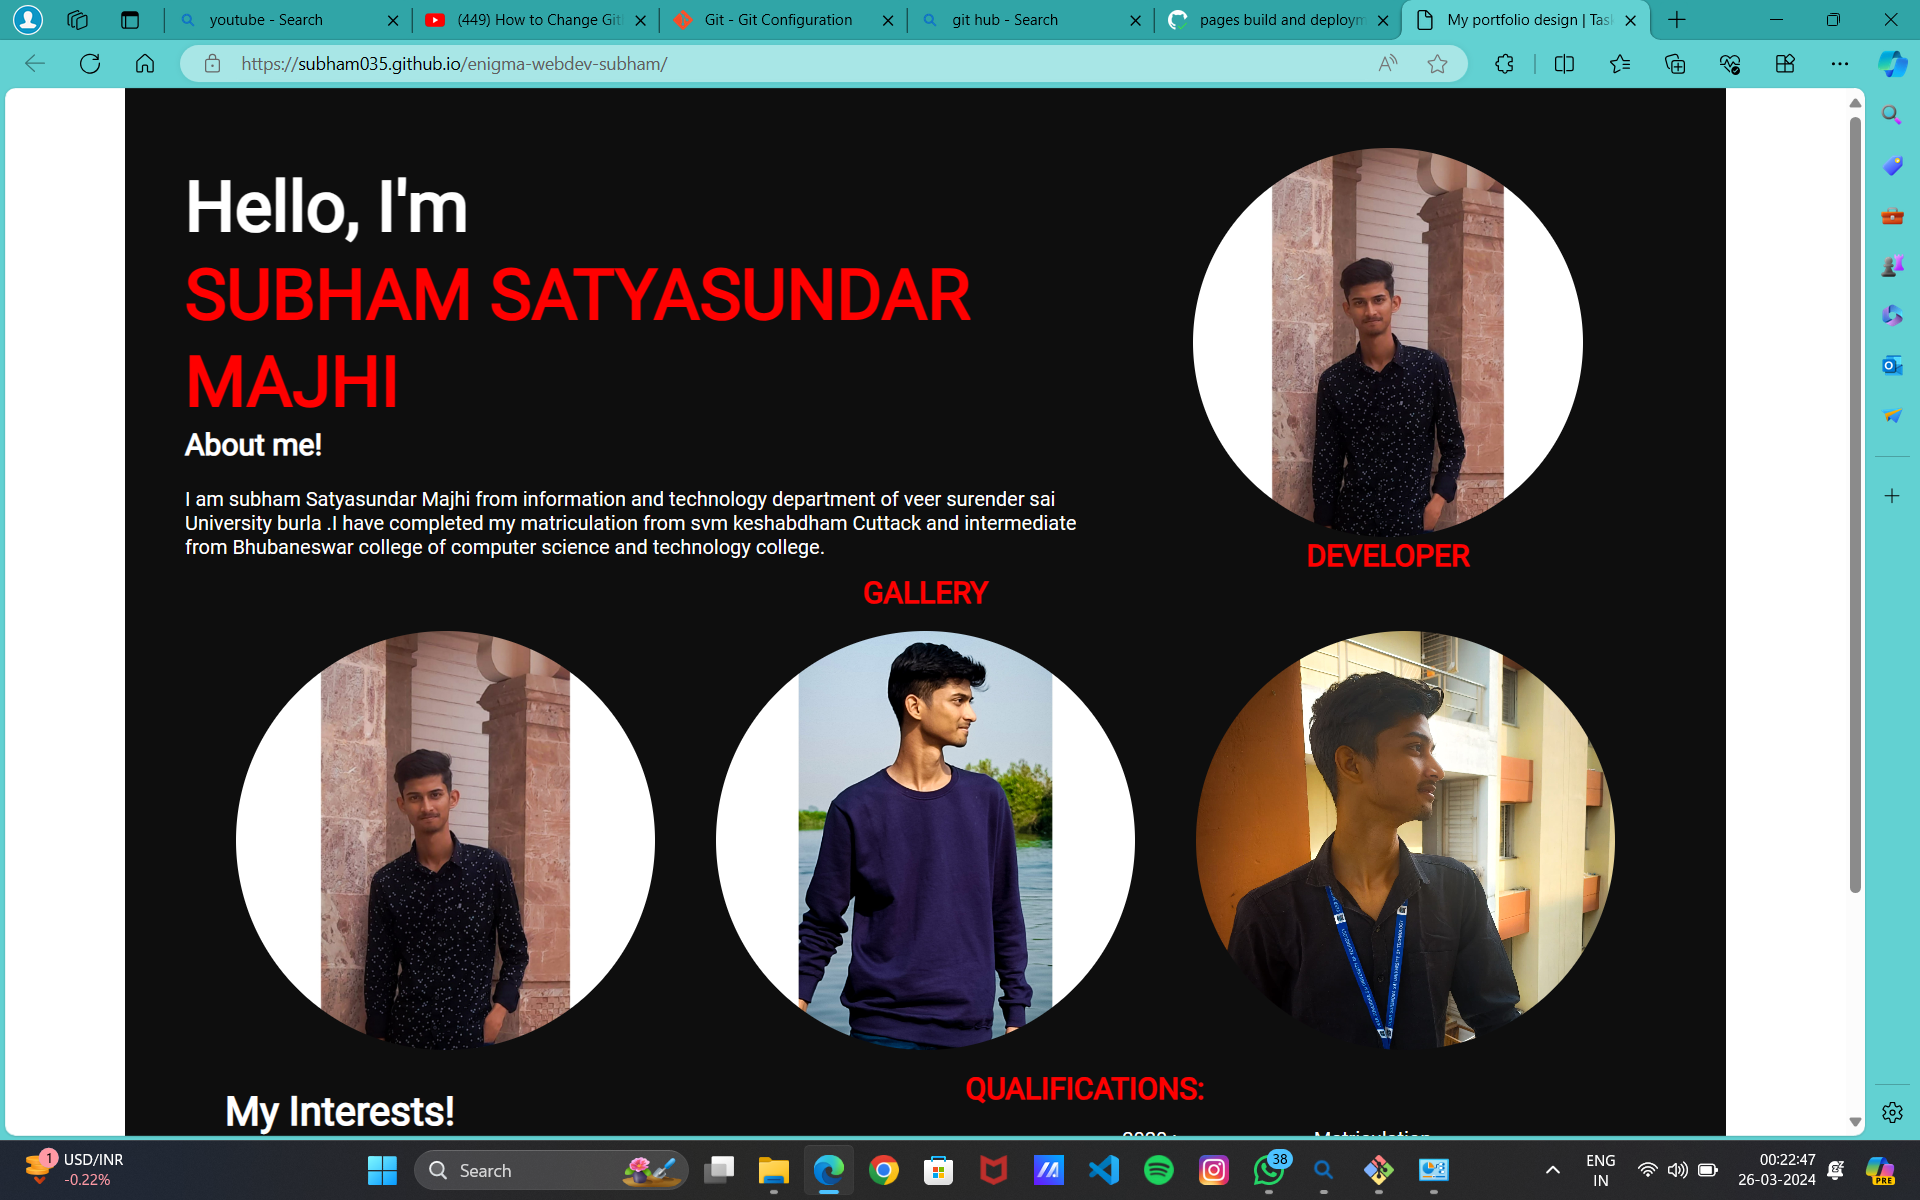 youtube - Search
(449) How to Change Git
Git - Git Configuration
git hub - Search
pages build and deploym
My portfolio design | Tas
https://subham035.github.io/enigma-webdev-subham/
Hello, I'm
SUBHAM SATYASUNDAR
MAJHI
About me!
I am subham Satyasundar Majhi from information and technology department of veer surender sai
University burla .I have completed my matriculation from svm keshabdham Cuttack and intermediate
from Bhubaneswar college of computer science and technology college.
DEVELOPER
GALLERY
QUALIFICATIONS:
My Interests!
1
USD/INR
-0.22%
Search
38
ENG
IN
00:22:47
26-03-2024
PRE